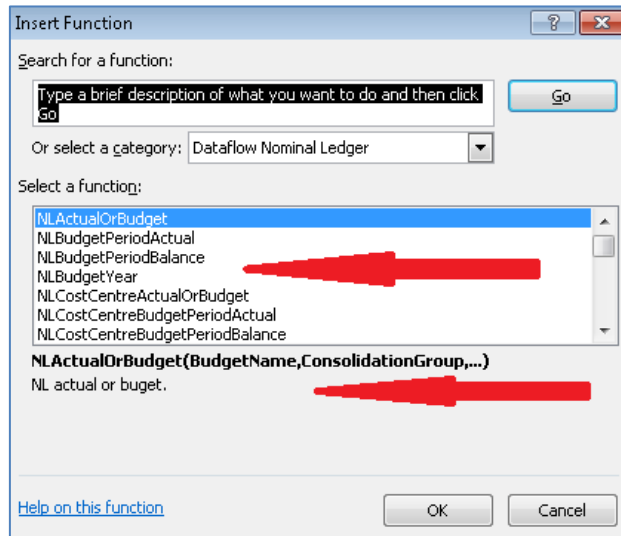 Insert Function
Search for a function:
Type a brief description of what you want to do and then click
Go
Go
Or select a category: Dataflow Nominal Ledger
Select a function:
NLActualOrBudget
NLBudgetPeriodActual
NLBudgetPeriodBalance
NLBudgetYear
NLCostCentreActualOrBudget
NLCostCentreBudgetPeriodActual
NLCostCentreBudgetPeriodBalance
NLActualOrBudget(BudgetName,ConsolidationGroup,...)
NL actual or buget.
Help on this function
OK
Cancel